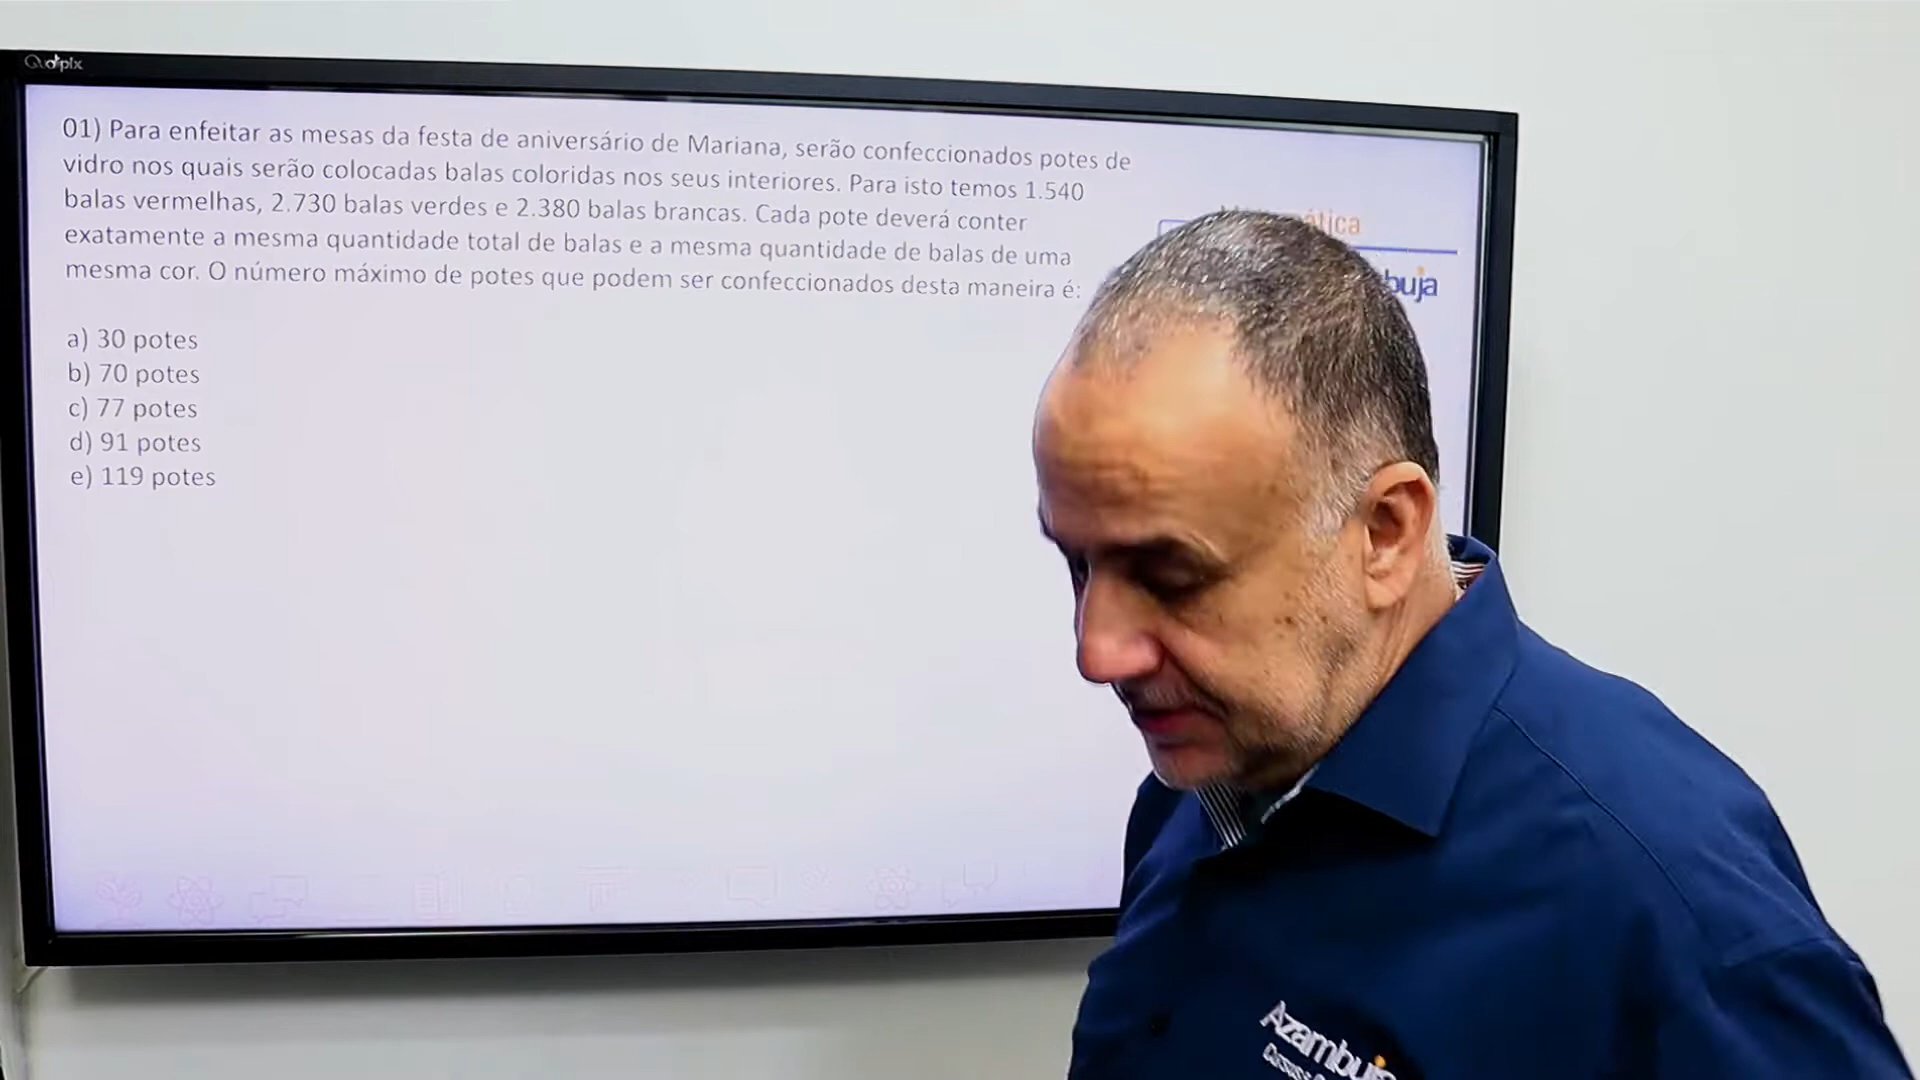 Quipix
01) Para enfeitar as mesas da festa de aniversário de Mariana, serão confeccionados potes de
vidro nos quais serão colocadas balas coloridas nos seus interiores. Para isto temos 1.540
balas vermelhas, 2.730 balas verdes e 2.380 balas brancas. Cada pote deverá conter
exatamente a mesma quantidade total de balas e a mesma quantidade de balas de uma
mesma cor. O número máximo de potes que podem ser confeccionados desta maneira é:
a) 30 potes
b) 70 potes
c) 77 potes
d) 91 potes
e) 119 potes
buja
Azambuja